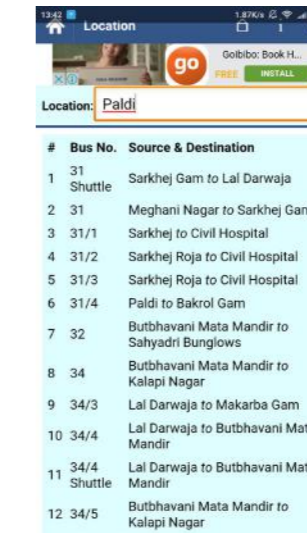 13:42 1.87K/s
Location
Goibibo: Book H...
go
FREE INSTALL
Location: Paldi
# Bus No. Source & Destination
1 31 Shuttle Sarkhej Gam to Lal Darwaja
2 31 Meghani Nagar to Sarkhej Gam
3 31/1 Sarkhej to Civil Hospital
4 31/2 Sarkhej Roja to Civil Hospital
5 31/3 Sarkhej Roja to Civil Hospital
6 31/4 Paldi to Bakrol Gam
7 32 Butbhavani Mata Mandir to
Sahyadri Bunglows
8 34 Butbhavani Mata Mandir to
Kalapi Nagar
9 34/3 Lal Darwaja to Makarba Gam
10 34/4 Lal Darwaja to Butbhavani Mat
Mandir
11 34/4 Shuttle Lal Darwaja to Butbhavani Mat
Mandir
12 34/5 Butbhavani Mata Mandir to
Kalapi Nagar